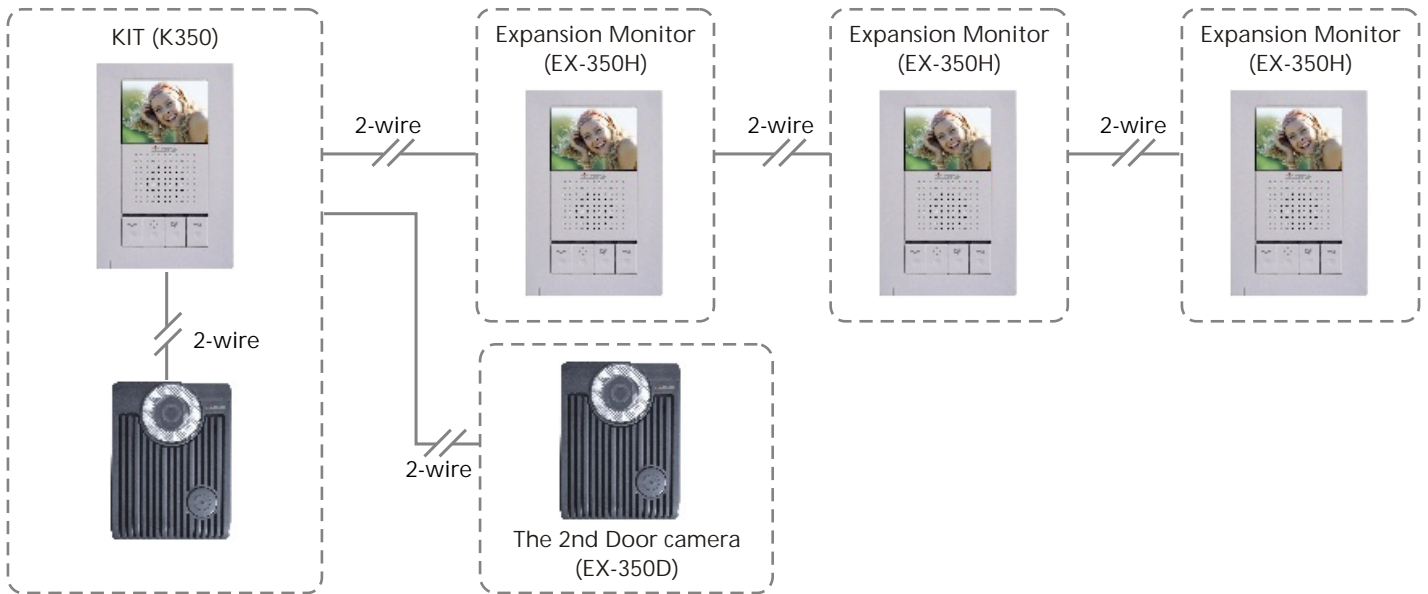 KIT (K350)
2-wire
Expansion Monitor
(EX-350H)
2-wire
Expansion Monitor
(EX-350H)
2-wire
Expansion Monitor
(EX-350H)
2-wire
2-wire
The 2nd Door camera
(EX-350D)